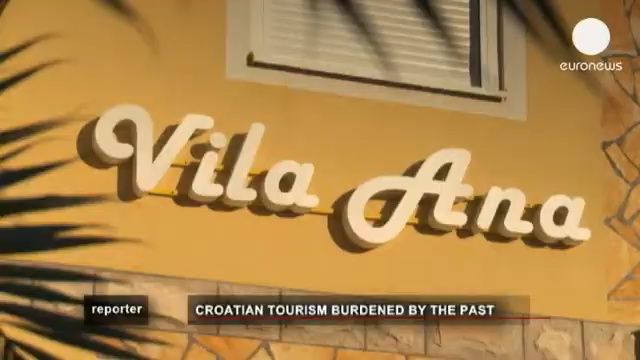 euronews
Vila Ana
reporter
CROATIAN TOURISM BURDENED BY THE PAST